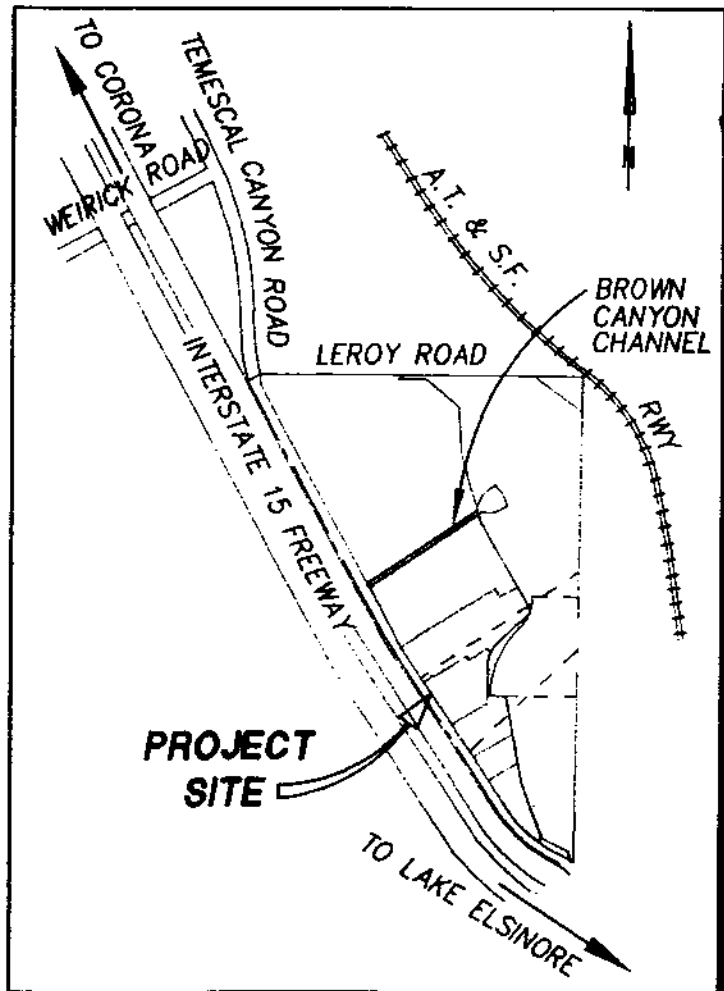 TO CORONA
TEMESCAL CANYON ROAD
WEIRICK ROAD
A.T. & S.F.
RWY
BROWN
CANYON
CHANNEL
LEROY ROAD
INTERSTATE 15 FREEWAY
PROJECT
SITE
TO LAKE ELSINORE